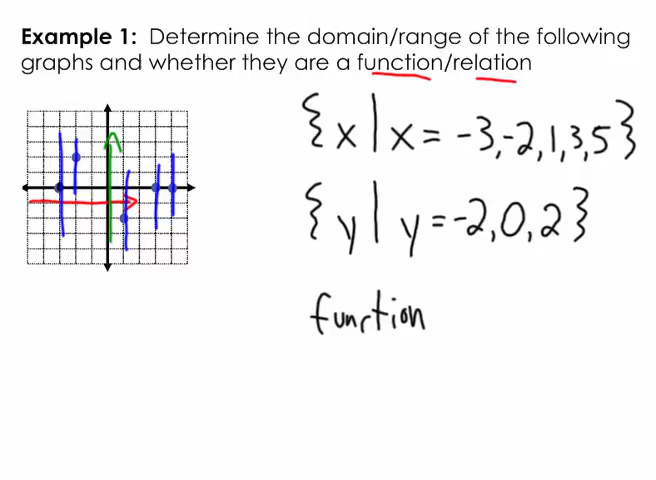 Example 1: Determine the domain/range of the following
graphs and whether they are a function/relation
{x|x= -3,-2,1,3,5}
{y|y=-2,0,2}
function